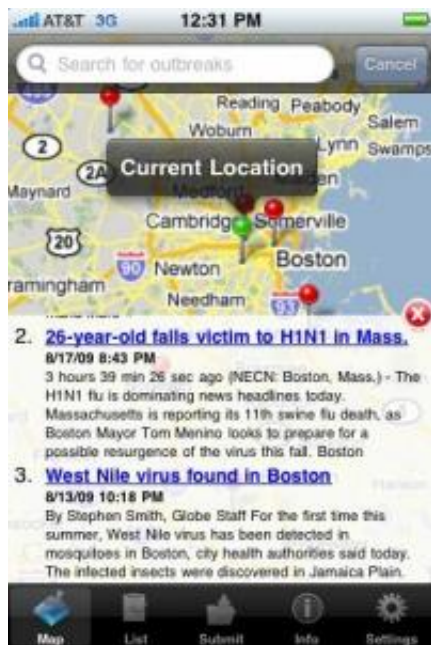 AT&T 3G 12:31 PM
Search for outbreaks Cancel
Reading Peabody
Woburn Salem
2 Lynn Swamps
2A Current Location
Maynard Medford
Cambridg Somerville
20
90 Newton Boston
ramingham
Needham 93
2. 26-year-old falls victim to H1N1 in Mass.
8/17/09 8:43 PM
3 hours 39 min 26 sec ago (NECN: Boston, Mass.) - The
H1N1 flu is dominating news headlines today.
Massachusetts is reporting its 11th swine flu death, as
Boston Mayor Tom Menino looks to prepare for a
possible resurgence of the virus this fall. Boston
3. West Nile virus found in Boston
8/13/09 10:18 PM
By Stephen Smith, Globe Staff For the first time this
summer, West Nile virus has been detected in
mosquitoes in Boston, city health authorities said today.
The infected insects were discovered in Jamaica Plain.
Map List Submit Info Settings